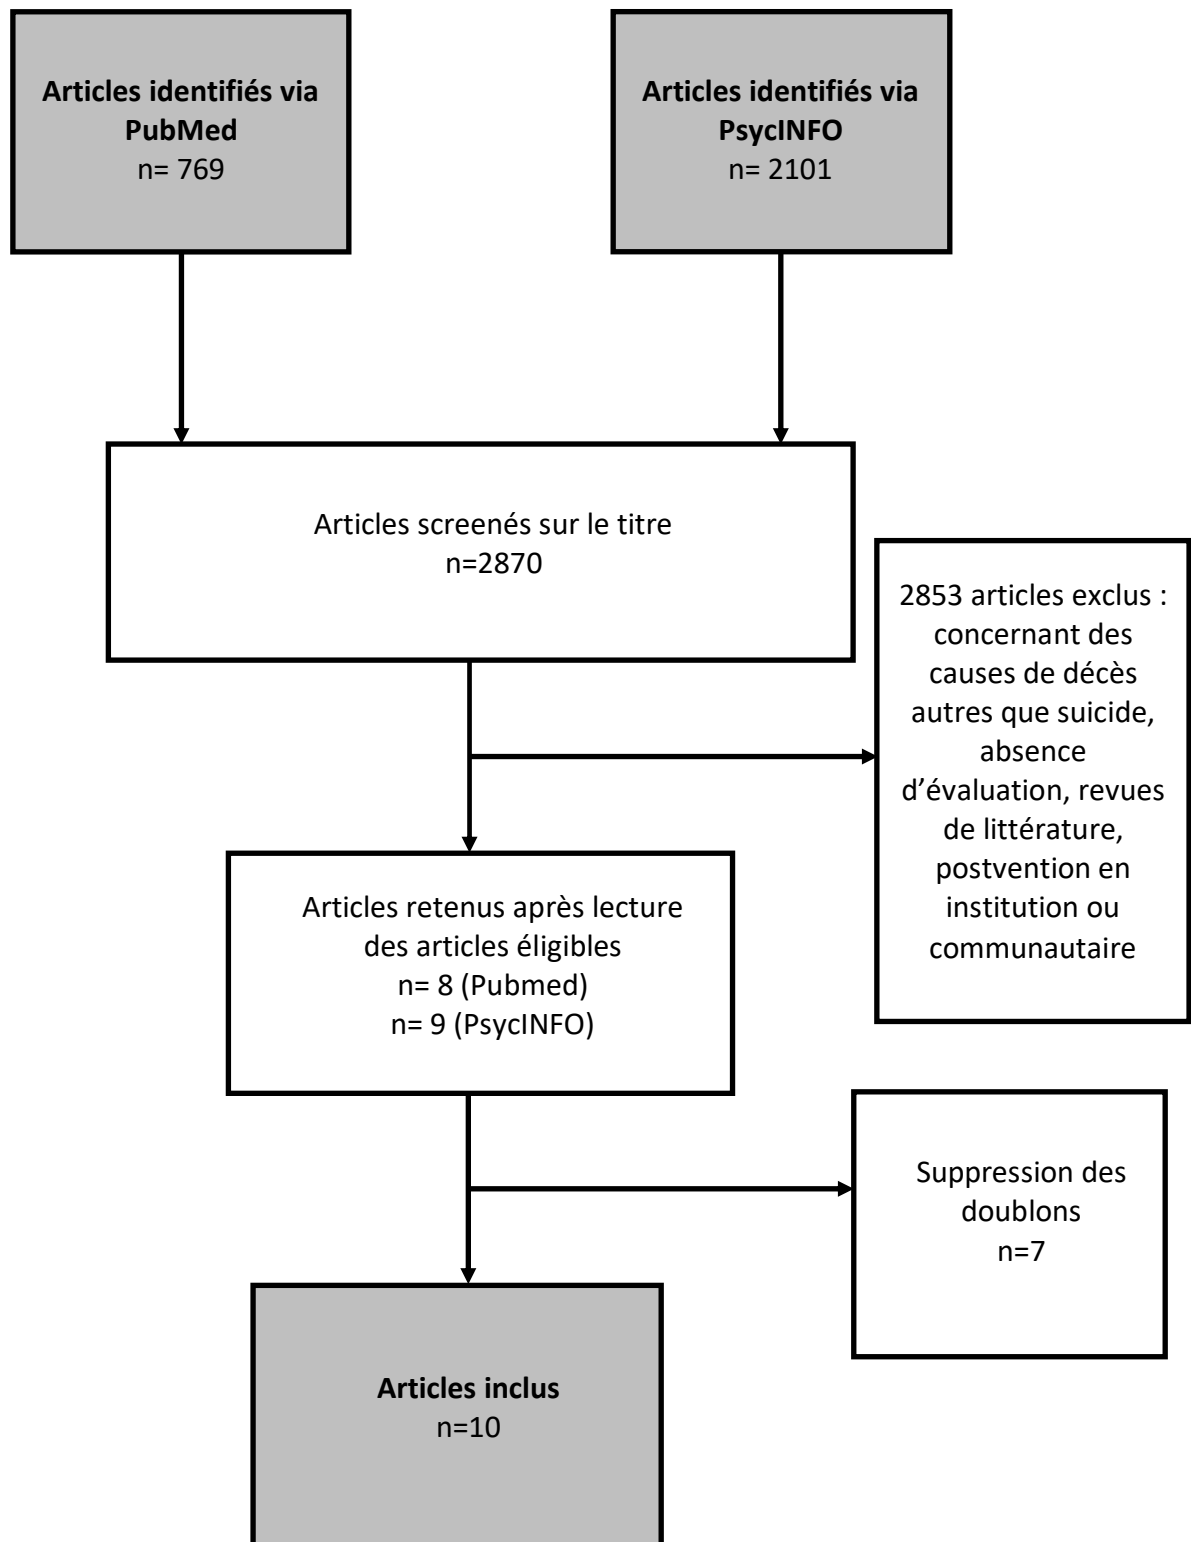 Articles identifiés via
PubMed
n= 769
Articles identifiés via
PsycINFO
n= 2101
Articles screenés sur le titre
n=2870
2853 articles exclus :
concernant des
causes de décès
autres que suicide,
absence
d’évaluation, revues
de littérature,
postvention en
institution ou
communautaire
Articles retenus après lecture
des articles éligibles
n= 8 (Pubmed)
n= 9 (PsycINFO)
Suppression des
doublons
n=7
Articles inclus
n=10